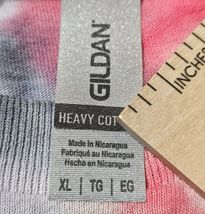 GILDAN
HEAVY COT
Made in Nicaragua
Fabriqué au Nicaragua
Hecho en Nicaragua
XL | TG | EG
INCHES